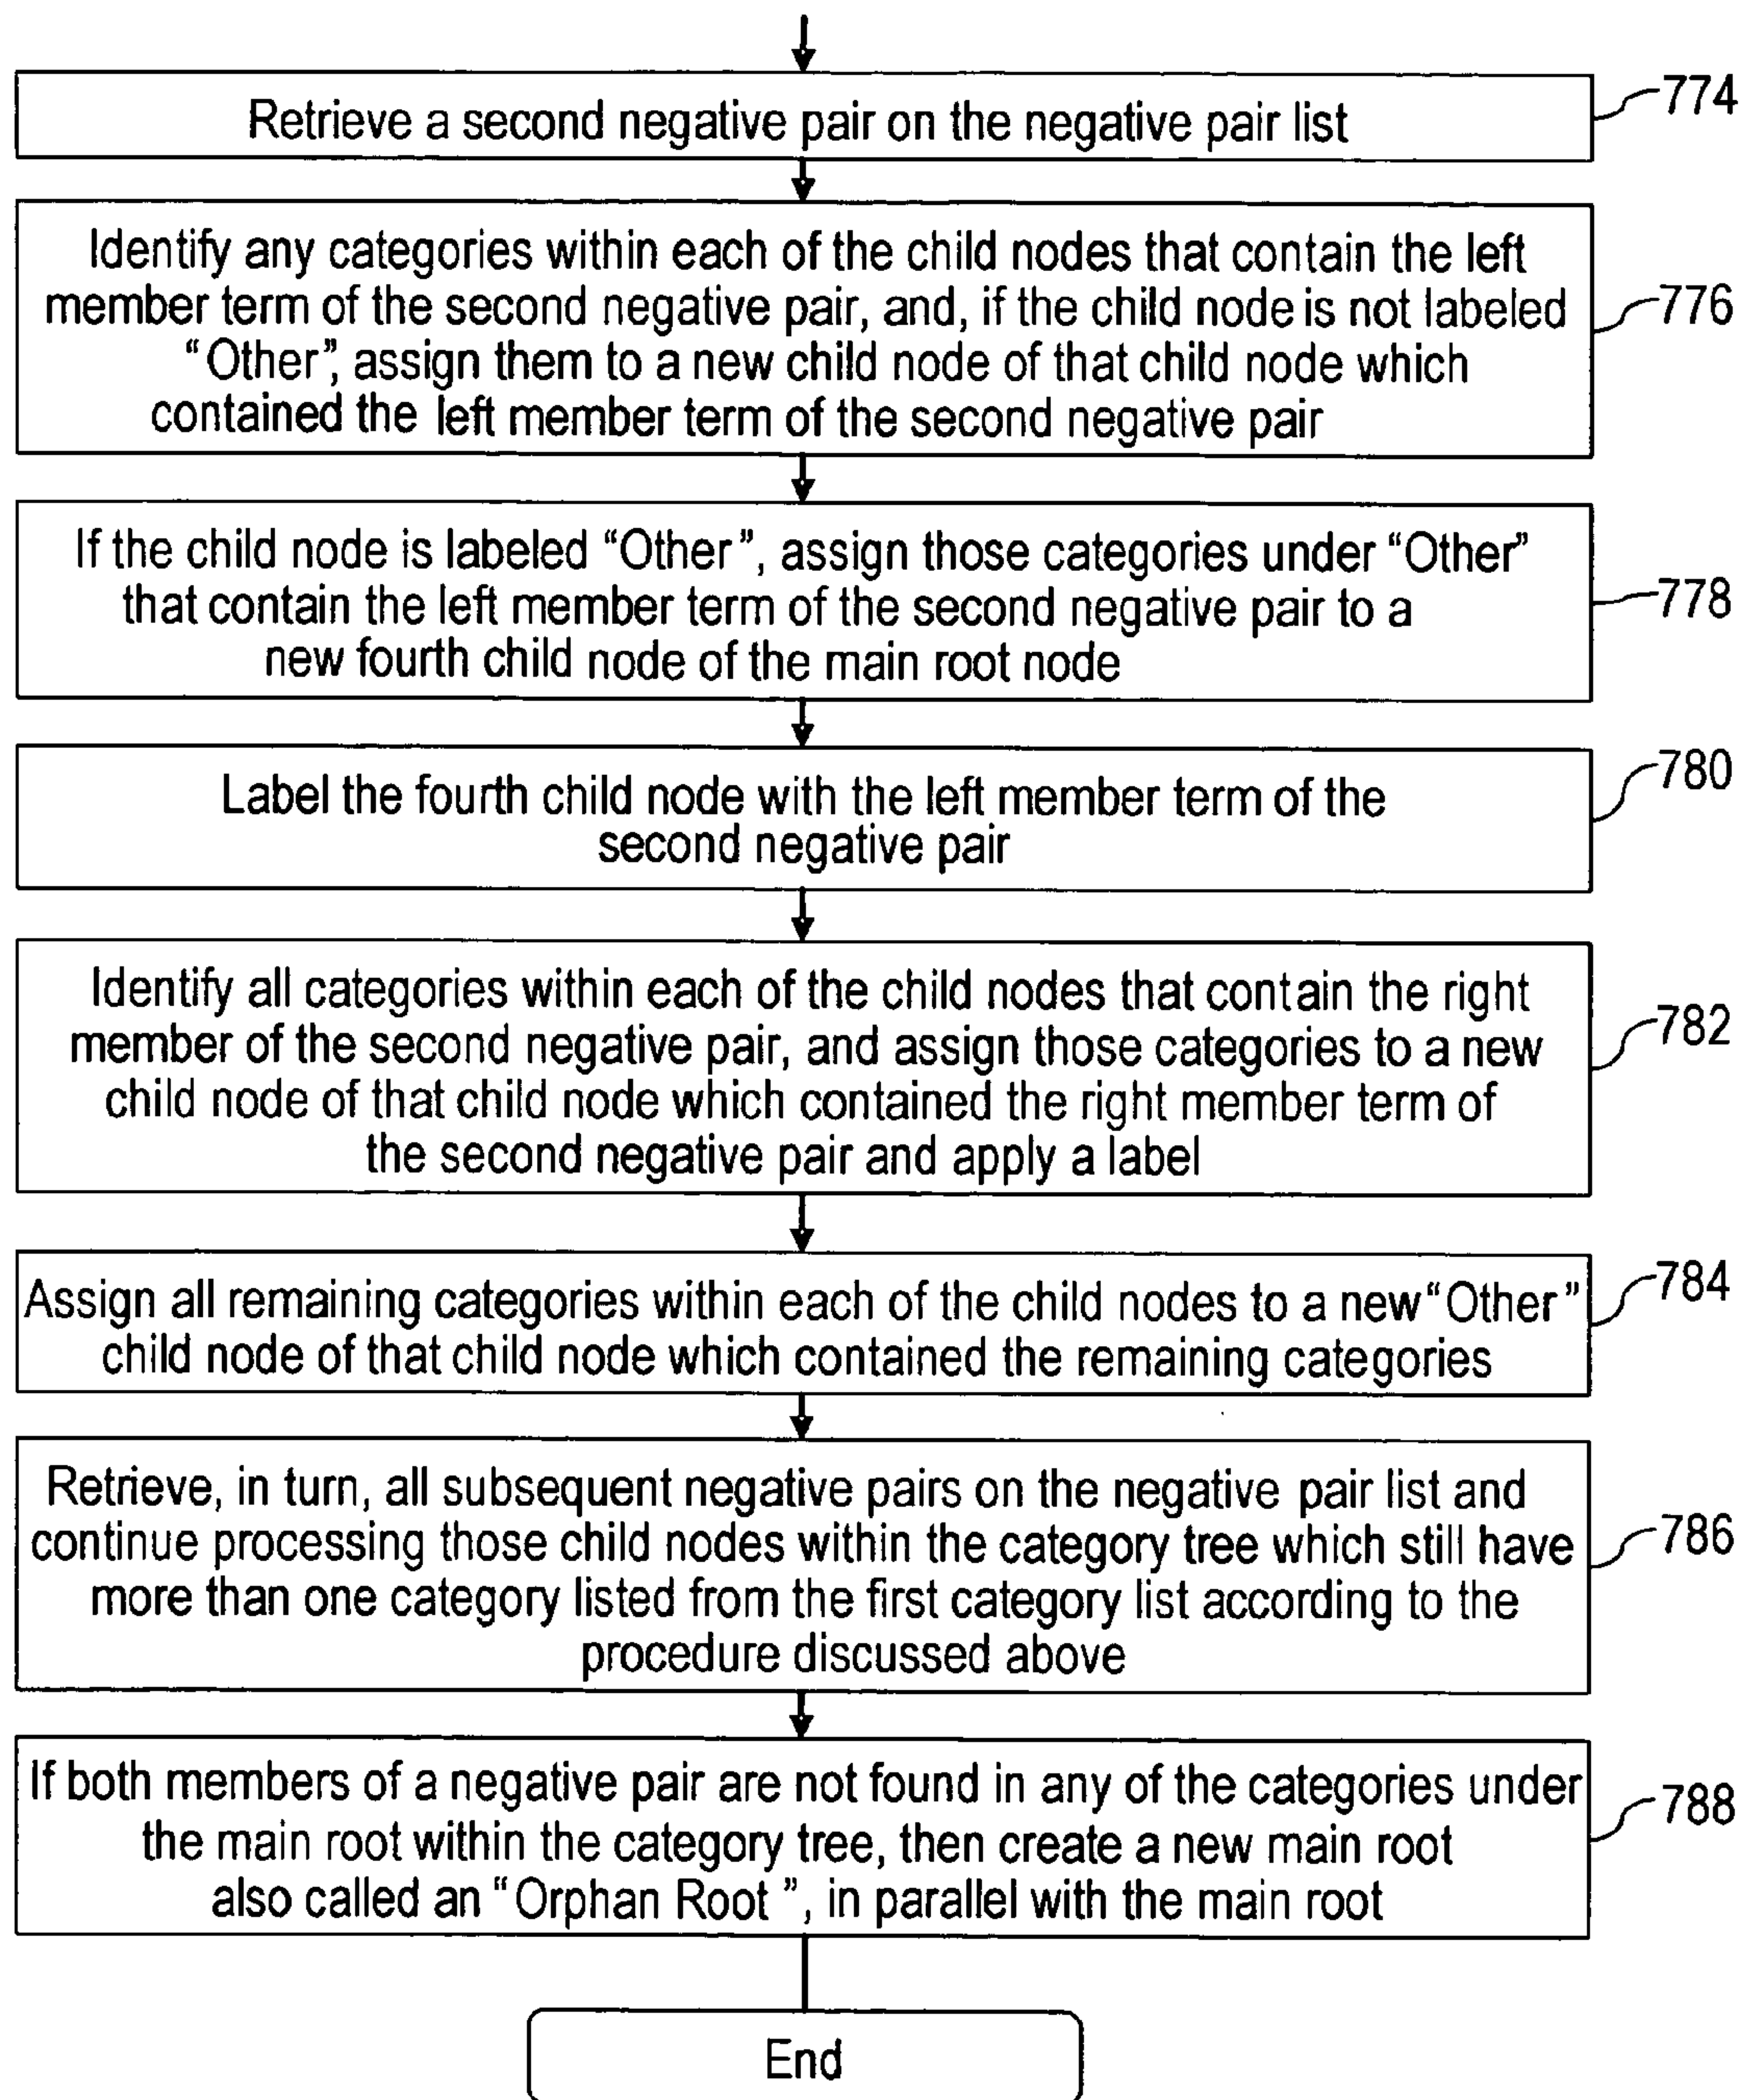 Retrieve a second negative pair on the negative pair list
774
Identify any categories within each of the child nodes that contain the left
member term of the second negative pair, and, if the child node is not labeled
“Other”, assign them to a new child node of that child node which
contained the left member term of the second negative pair
776
If the child node is labeled “Other”, assign those categories under “Other”
that contain the left member term of the second negative pair to a
new fourth child node of the main root node
778
Label the fourth child node with the left member term of the
second negative pair
780
Identify all categories within each of the child nodes that contain the right
member of the second negative pair, and assign those categories to a new
child node of that child node which contained the right member term of
the second negative pair and apply a label
782
Assign all remaining categories within each of the child nodes to a new “Other”
child node of that child node which contained the remaining categories
784
Retrieve, in turn, all subsequent negative pairs on the negative pair list and
continue processing those child nodes within the category tree which still have
more than one category listed from the first category list according to the
procedure discussed above
786
If both members of a negative pair are not found in any of the categories under
the main root within the category tree, then create a new main root
also called an “Orphan Root”, in parallel with the main root
788
End